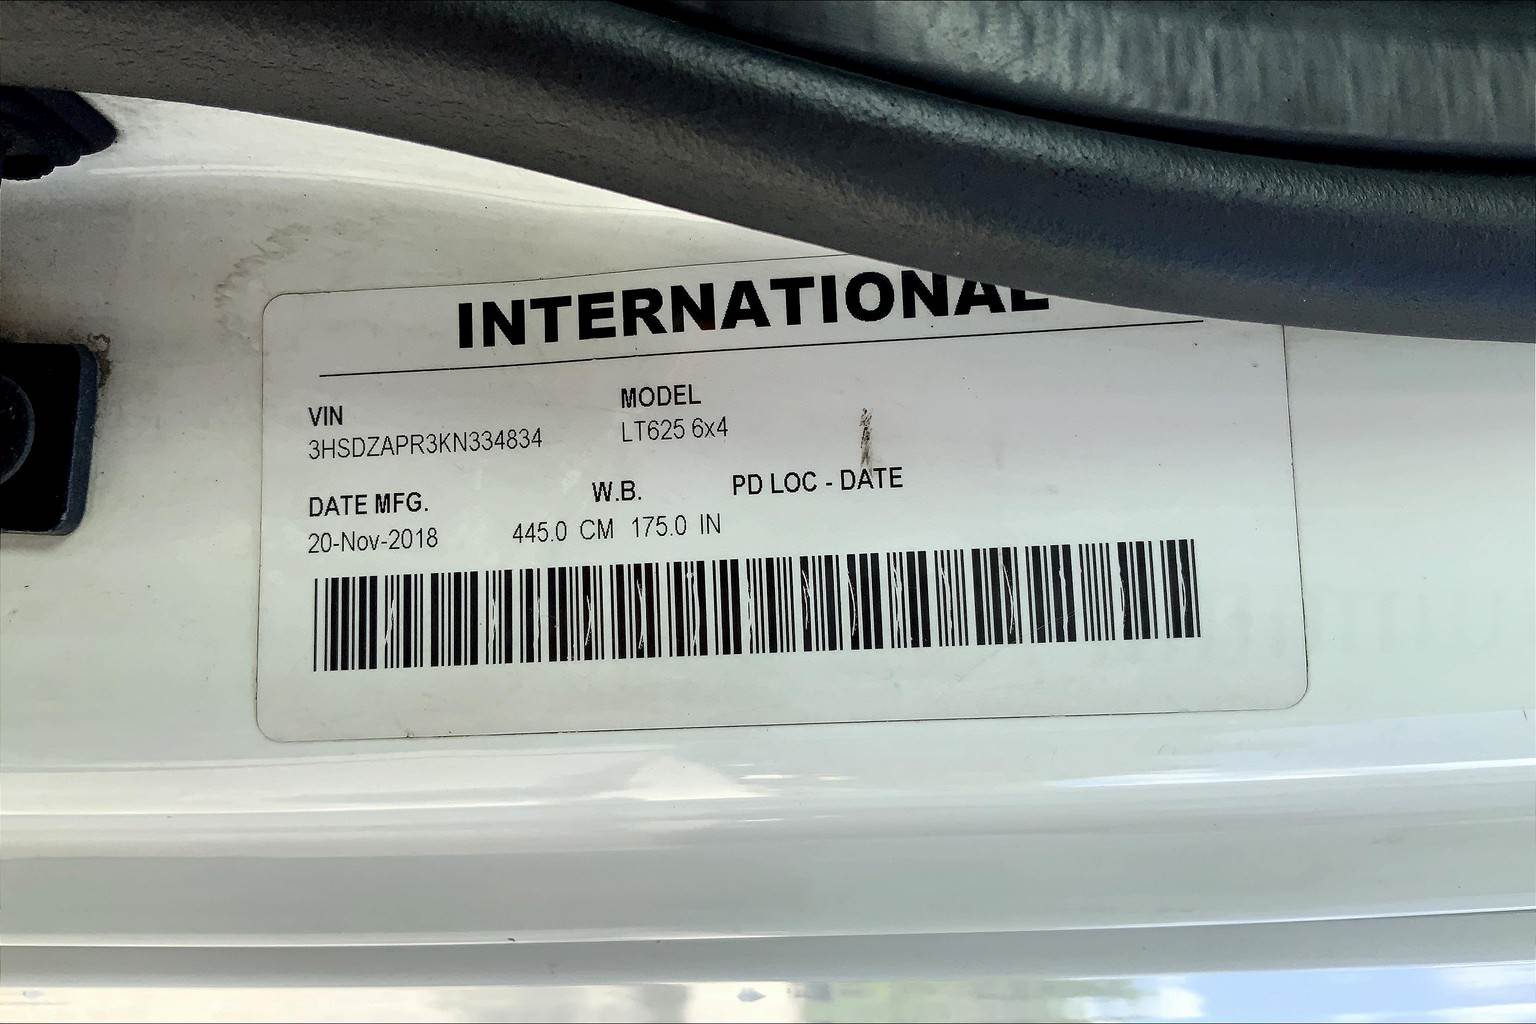 INTERNATIONAL
VIN
3HSDZAPR3KN334834
MODEL
LT625 6x4
DATE MFG.
20-Nov-2018
W.B.
445.0 CM 175.0 IN
PD LOC - DATE